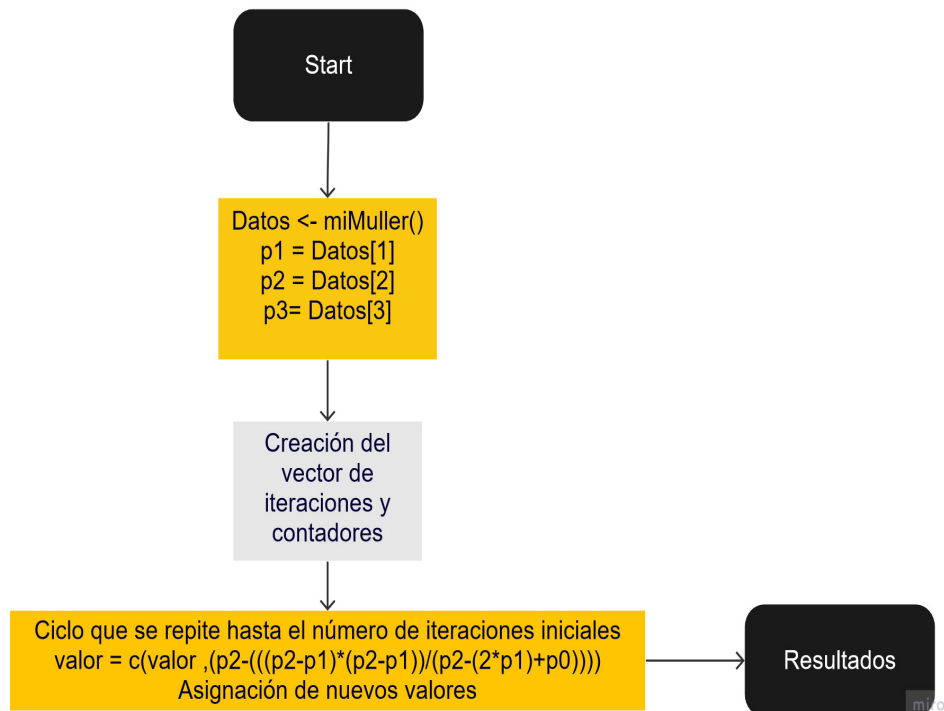 Start
Datos <- miMuller()
p1 = Datos[1]
p2 = Datos[2]
p3= Datos[3]
Creación del
vector de
iteraciones y
contadores
Ciclo que se repite hasta el número de iteraciones iniciales
valor = c(valor ,(p2-(((p2-p1)*(p2-p1))/(p2-(2*p1)+p0))))
Asignación de nuevos valores
Resultados
miro